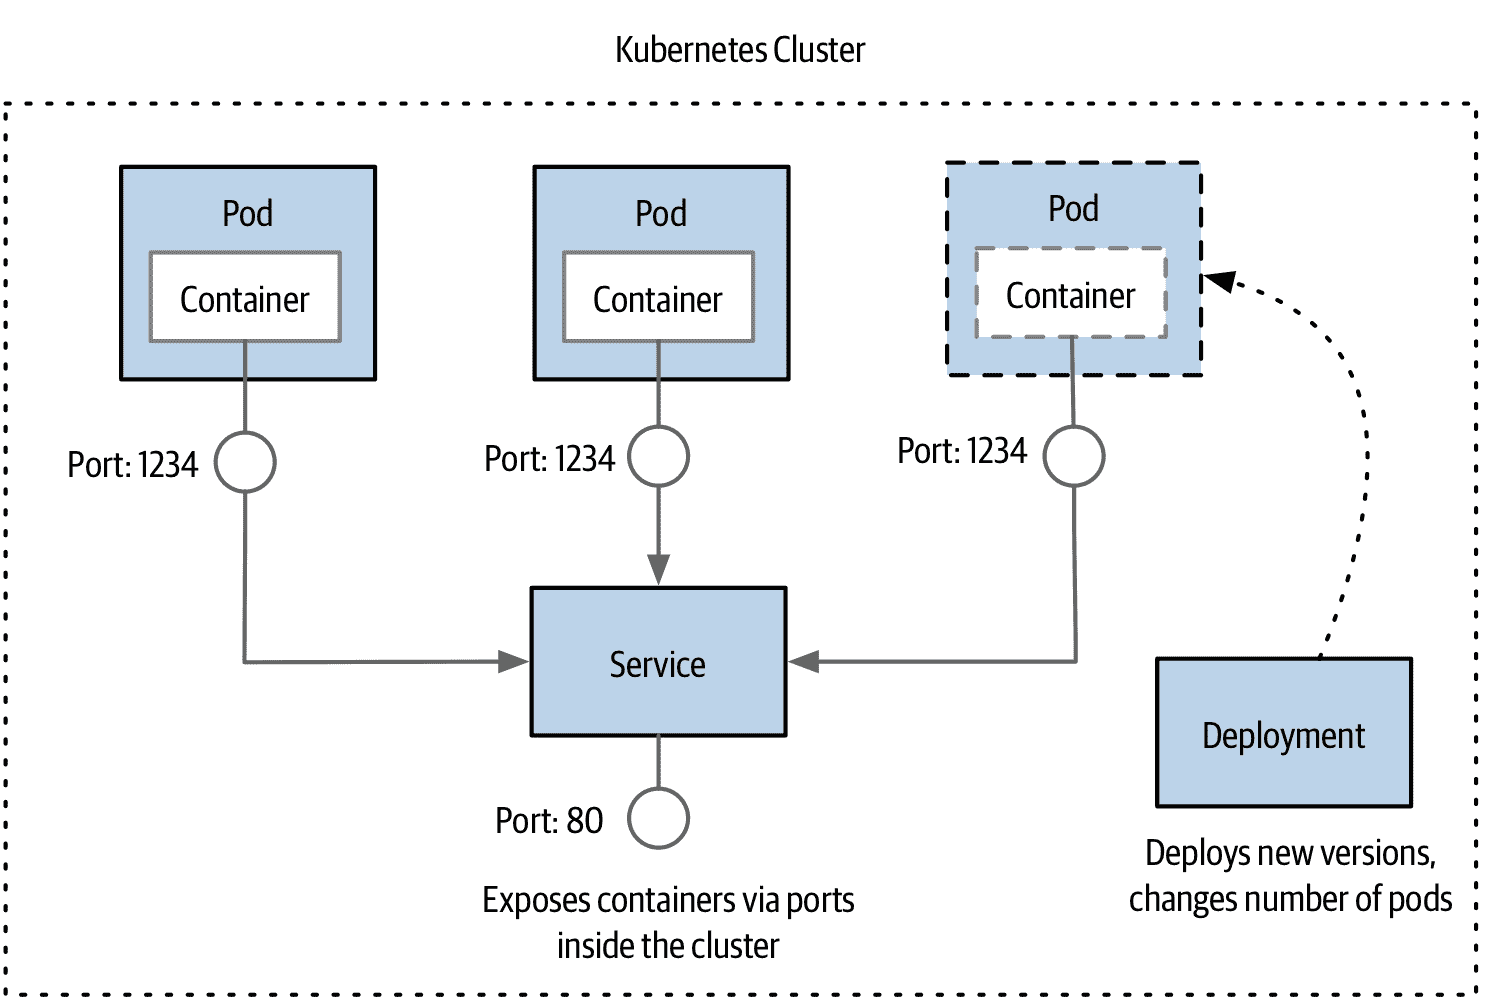 Kubernetes Cluster
Pod
Container
Pod
Container
Pod
Container
Port: 1234
Port: 1234
Port: 1234
Service
Deployment
Port: 80
Exposes containers via ports
inside the cluster
Deploys new versions,
changes number of pods